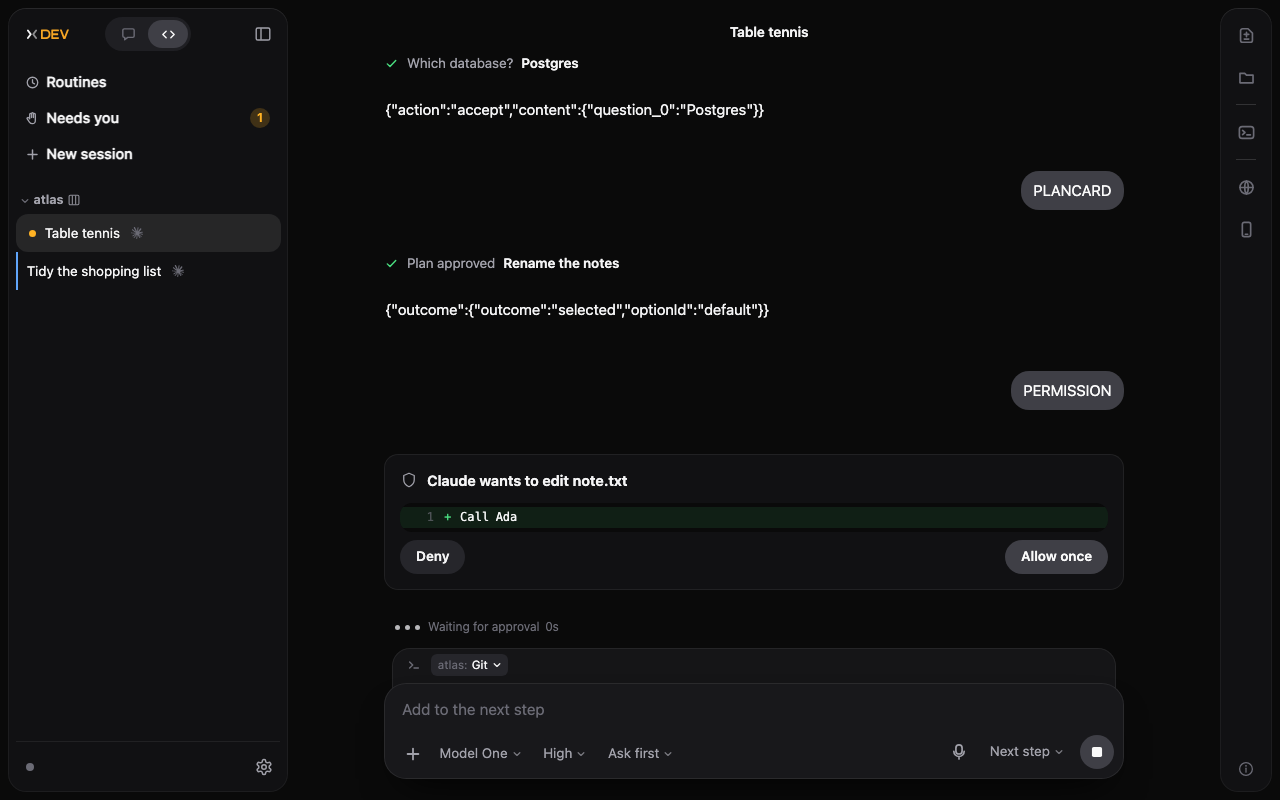 DEV
Routines
Needs you 1
New session
atlas
Table tennis
Tidy the shopping list
Table tennis
Which database? Postgres
{"action":"accept","content":{"question_0":"Postgres"}}
PLANCARD
Plan approved Rename the notes
{"outcome":{"outcome":"selected","optionId":"default"}}
PERMISSION
Claude wants to edit note.txt
1 + Call Ada
Deny Allow once
Waiting for approval 0s
atlas: Git
Add to the next step
Model One High Ask first Next step